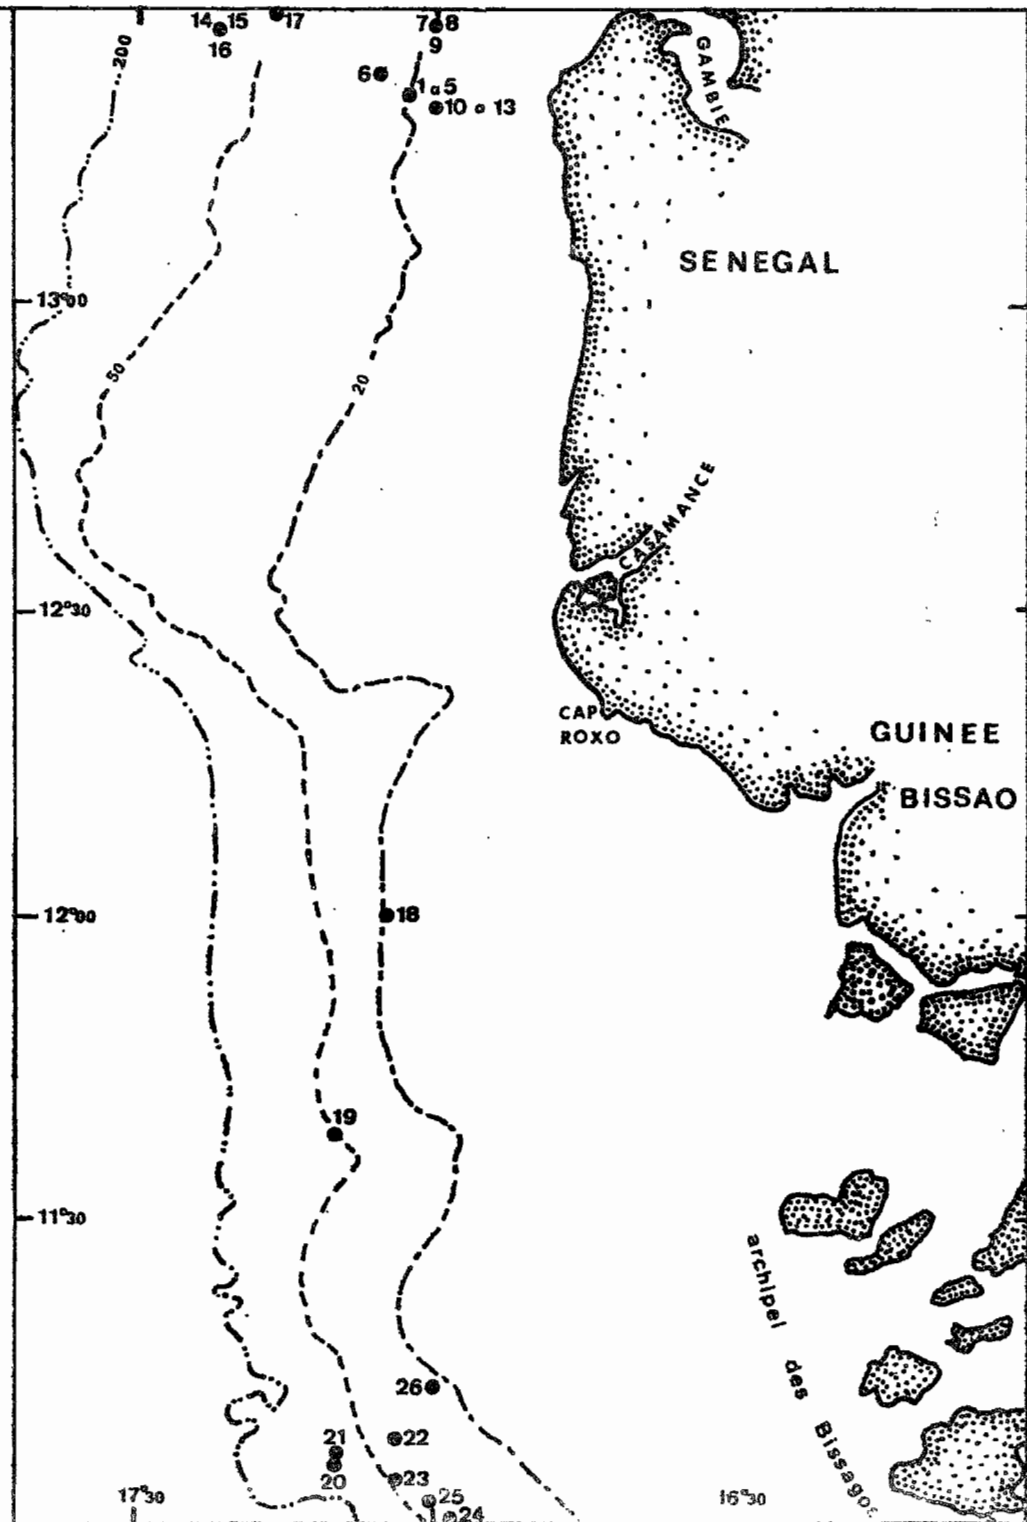 200
14 15
16
17
7 8
9
6
1 a 5
10 a 13
GAMBIE
SENEGAL
13°00
50
20
CASAMANCE
12°30
CAP
ROXO
GUINEE
BISSAO
12°00
18
19
11°30
archipel
des Bissagos
26
22
21
20
23
25
24
17°30
16°30